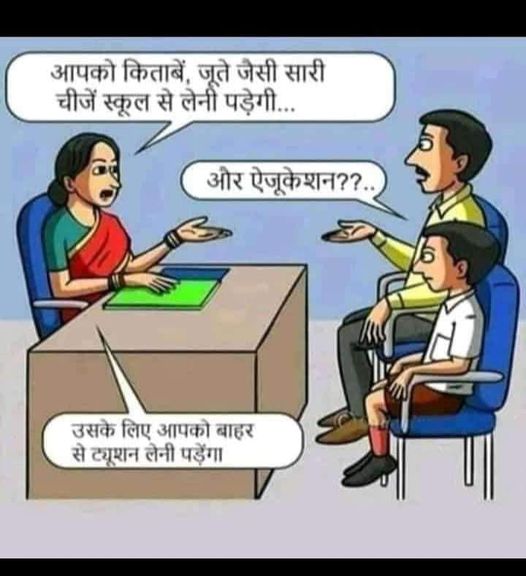 आपको किताबें, जूते जैसी सारी
चीजें स्कूल से लेनी पड़ेगी...
और ऐजूकेशन??..
उसके लिए आपको बाहर
से ट्यूशन लेनी पड़ेंगा